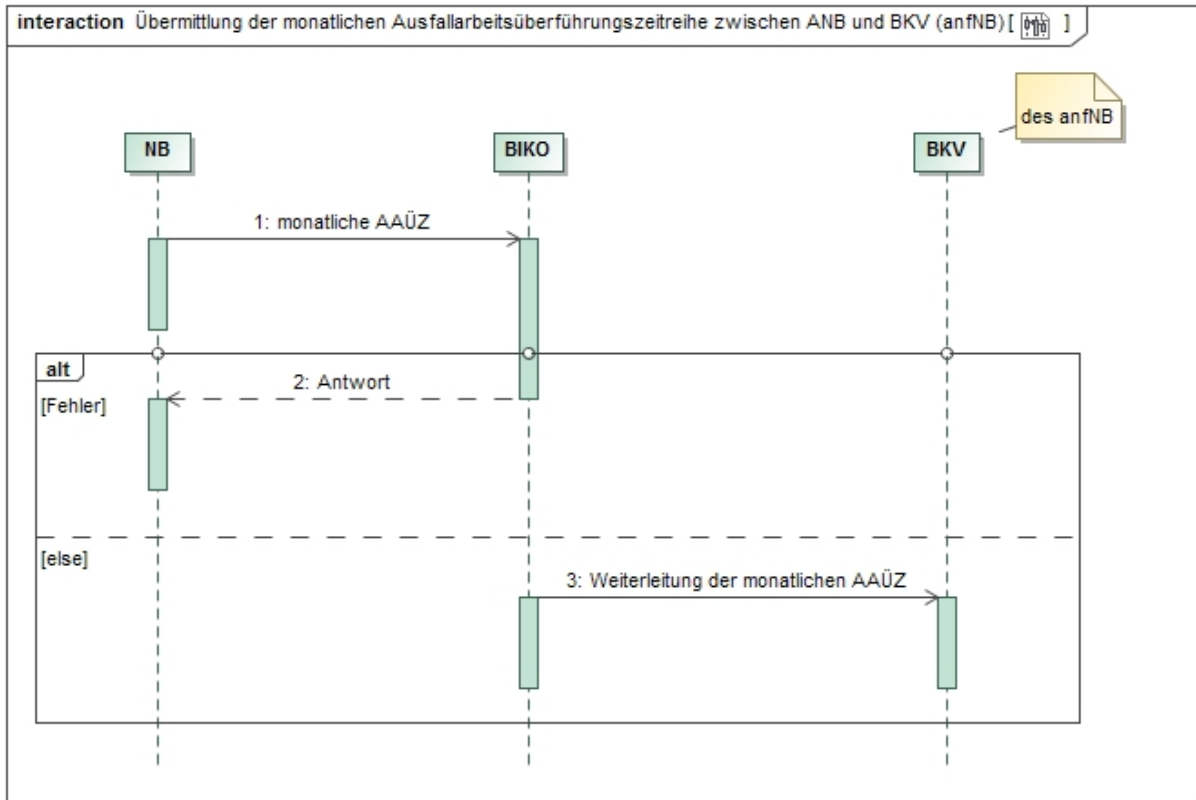 interaction Übermittlung der monatlichen Ausfallarbeitsüberführungszeitreihe zwischen ANB und BKV (anfNB)[ ]
des anfNB
NB
BIKO
BKV
1: monatliche AAÜZ
alt
2: Antwort
[Fehler]
[else]
3: Weiterleitung der monatlichen AAÜZ